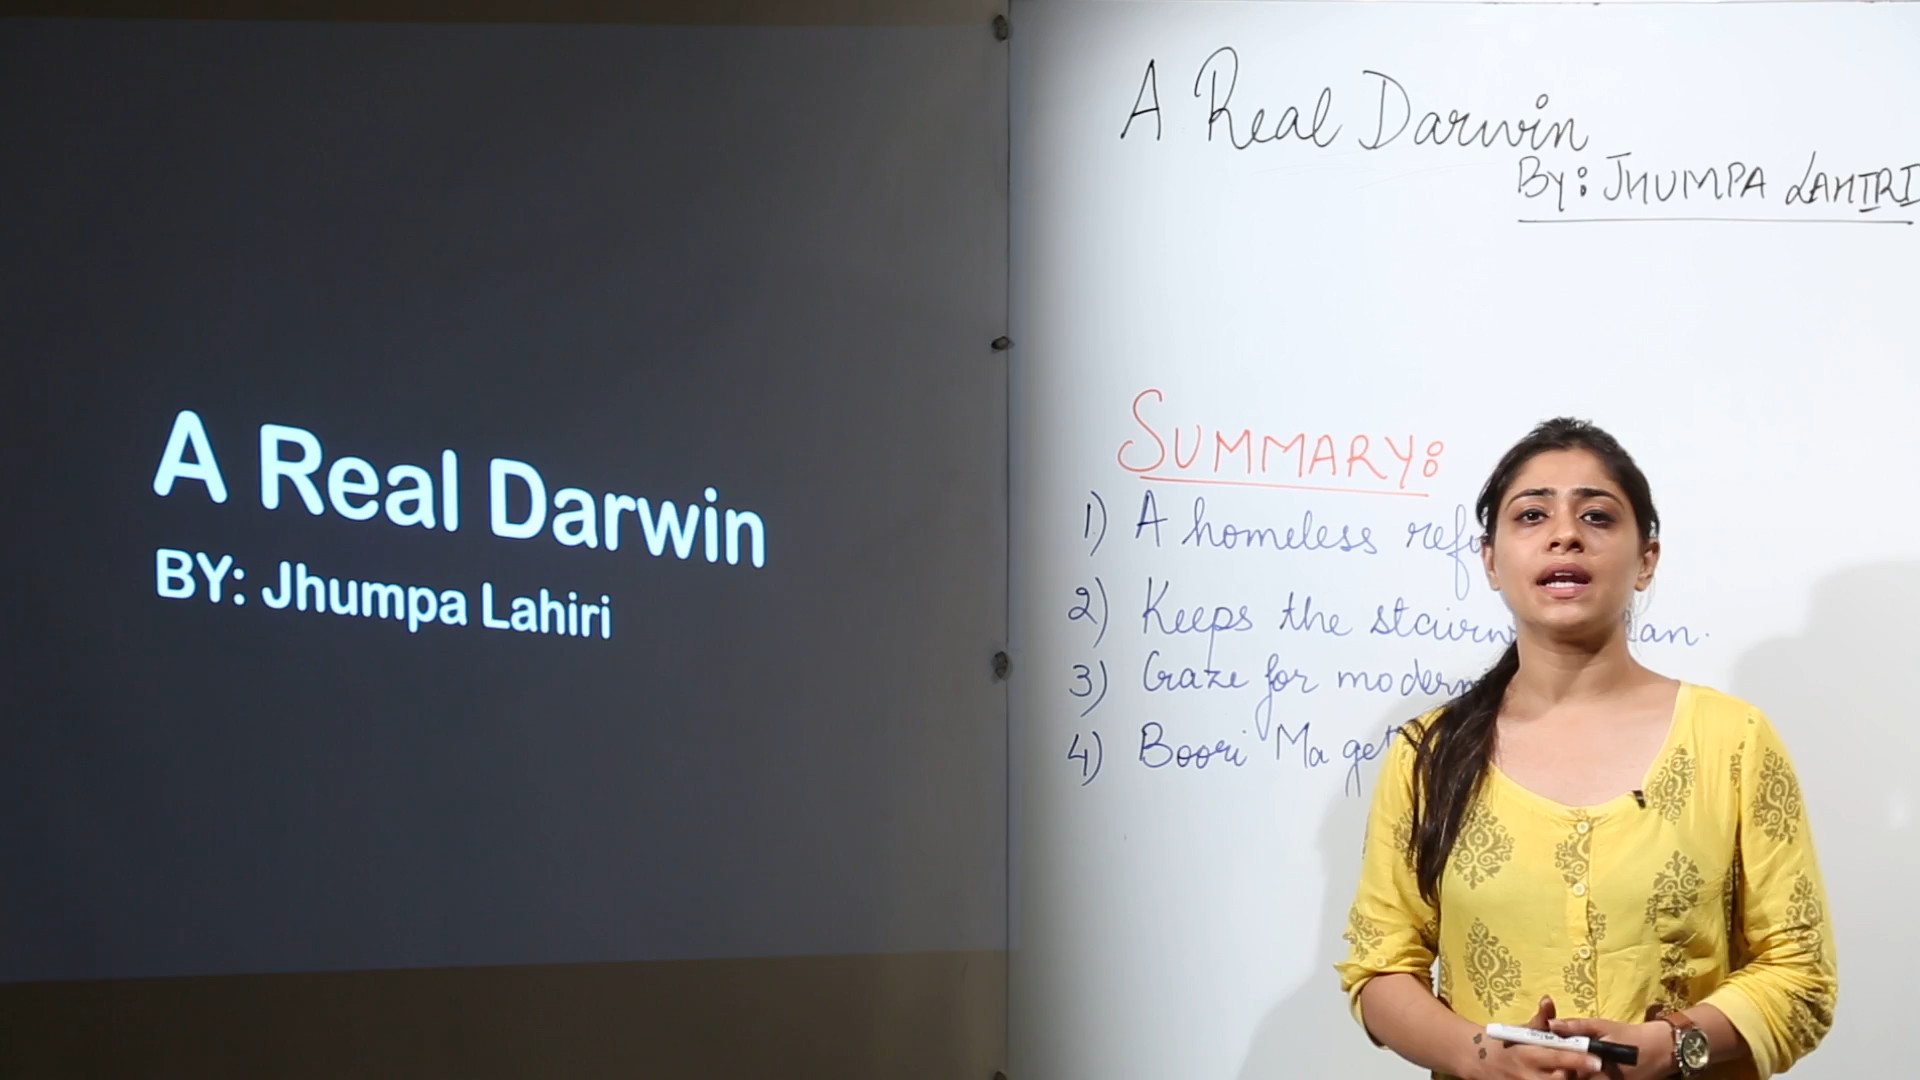 A Real Darwin
BY: Jhumpa Lahiri
A Real Darwin
BY: JHUMPA LAHIRI
SUMMARY:
1) A homeless
2) Keeps the
3) Craze for
4) Boori Ma